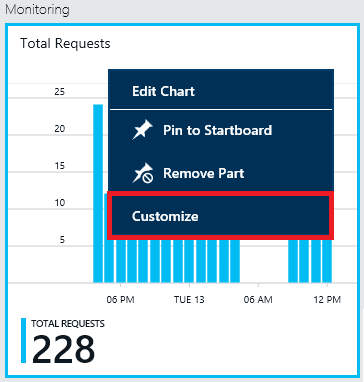 Monitoring
Total Requests
Edit Chart
25
Pin to Startboard
20
15
Remove Part
10
Customize
5
06 PM TUE 13 06 AM 12 PM
TOTAL REQUESTS
228